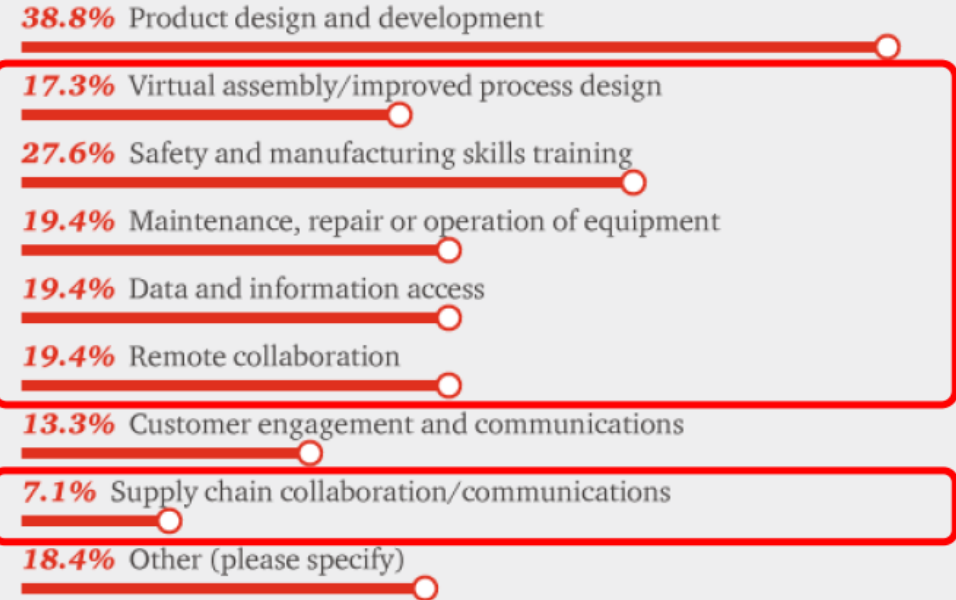 38.8% Product design and development
17.3% Virtual assembly/improved process design
27.6% Safety and manufacturing skills training
19.4% Maintenance, repair or operation of equipment
19.4% Data and information access
19.4% Remote collaboration
13.3% Customer engagement and communications
7.1% Supply chain collaboration/communications
18.4% Other (please specify)